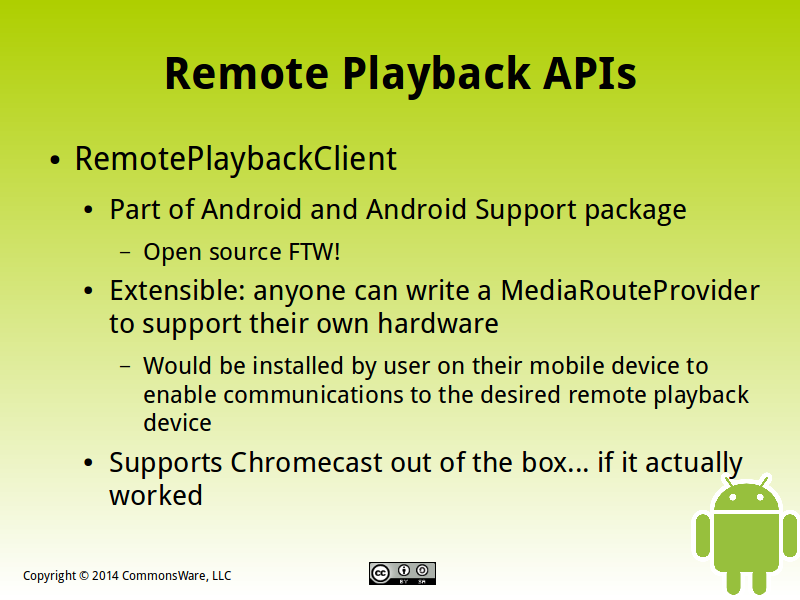 Remote Playback APIs
• RemotePlaybackClient
• Part of Android and Android Support package
– Open source FTW!
• Extensible: anyone can write a MediaRouteProvider
to support their own hardware
– Would be installed by user on their mobile device to
enable communications to the desired remote playback
device
• Supports Chromecast out of the box... if it actually
worked
Copyright © 2014 CommonsWare, LLC
cc BY SA